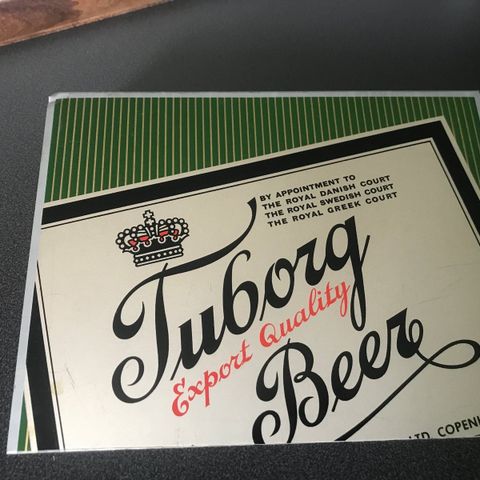 BY APPOINTMENT TO
THE ROYAL DANISH COURT
THE ROYAL SWEDISH COURT
THE ROYAL GREEK COURT
Tuborg
Export Quality
Beer
LTD. COPEN